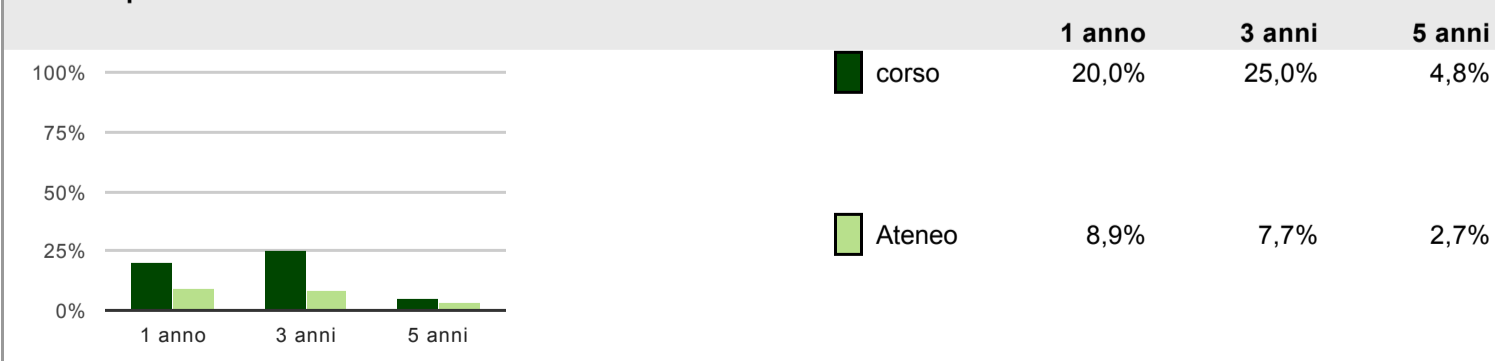 1 anno 3 anni 5 anni
100%
75%
50%
25%
0%
1 anno 3 anni 5 anni
corso 20,0% 25,0% 4,8%
Ateneo 8,9% 7,7% 2,7%